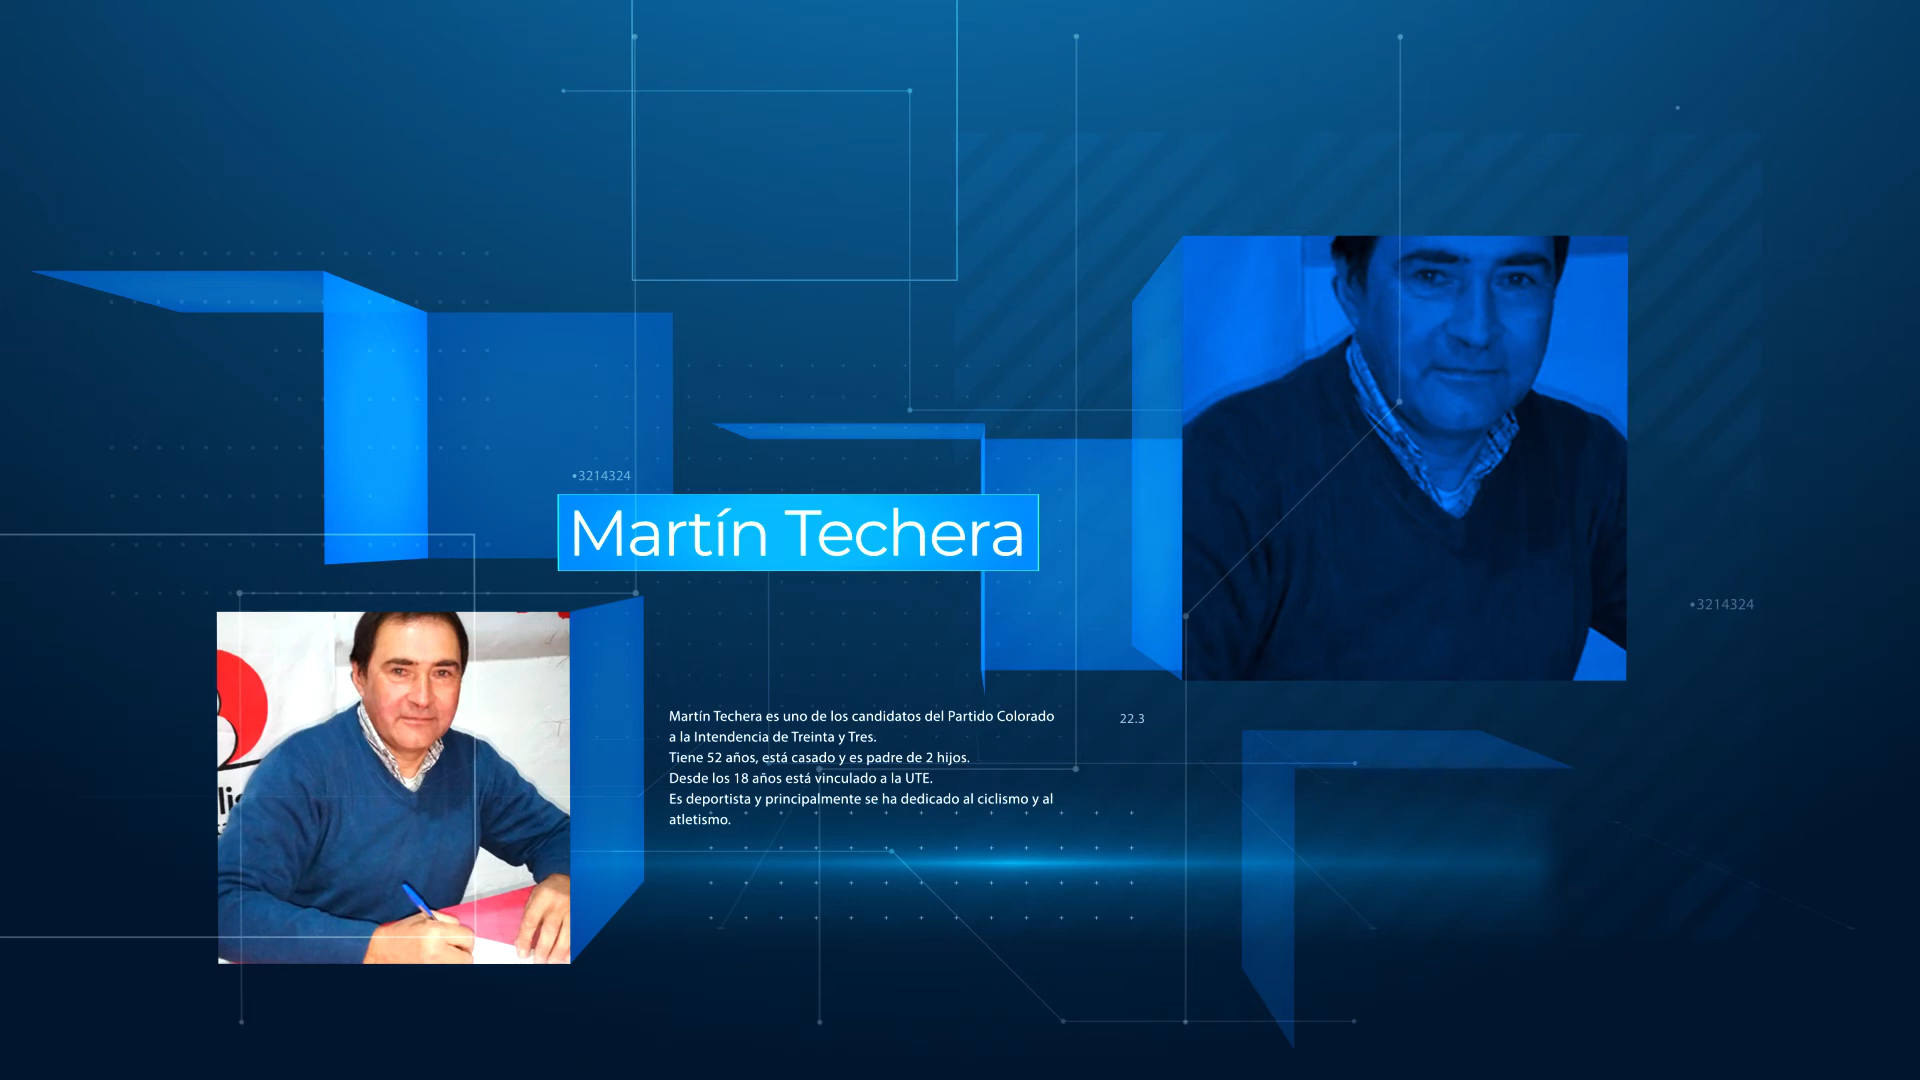 •3214324
Martín Techera
•3214324
Martín Techera es uno de los candidatos del Partido Colorado
a la Intendencia de Treinta y Tres.
Tiene 52 años, está casado y es padre de 2 hijos.
Desde los 18 años está vinculado a la UTE.
Es deportista y principalmente se ha dedicado al ciclismo y al
atletismo.
22.3